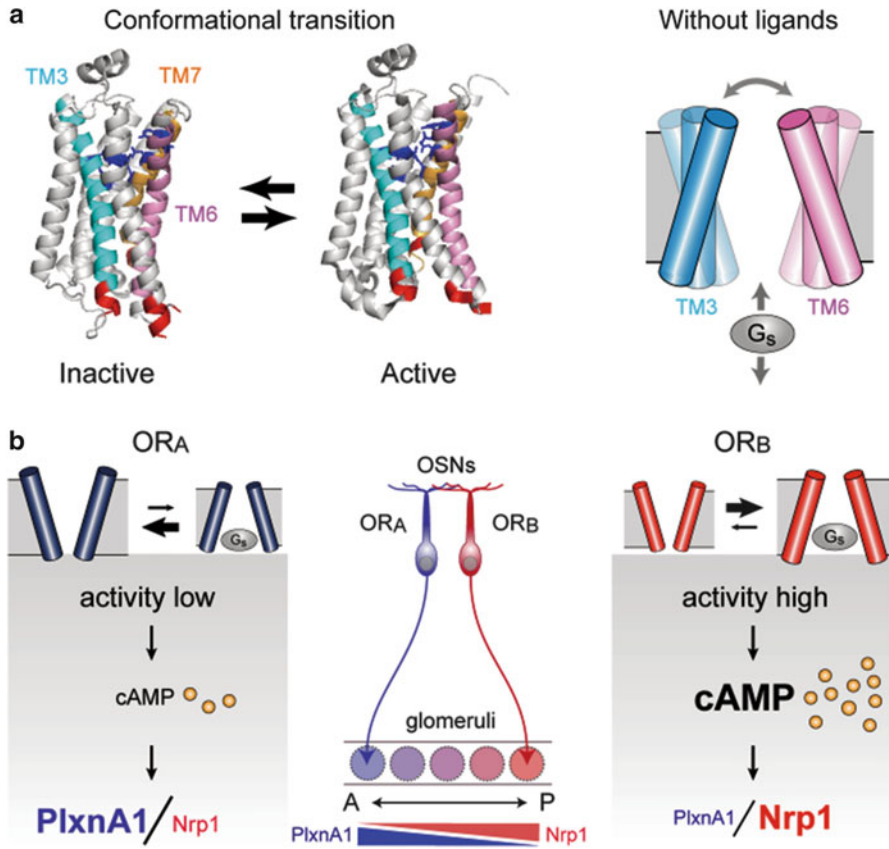 a
Conformational transition
Without ligands
TM3
TM7
TM6
Inactive
Active
TM3
TM6
Gs
b
ORA
Gs
activity low
cAMP
PlxnA1/Nrp1
OSNs
ORA
ORB
glomeruli
A
P
PlxnA1
Nrp1
ORB
Gs
activity high
cAMP
PlxnA1/Nrp1